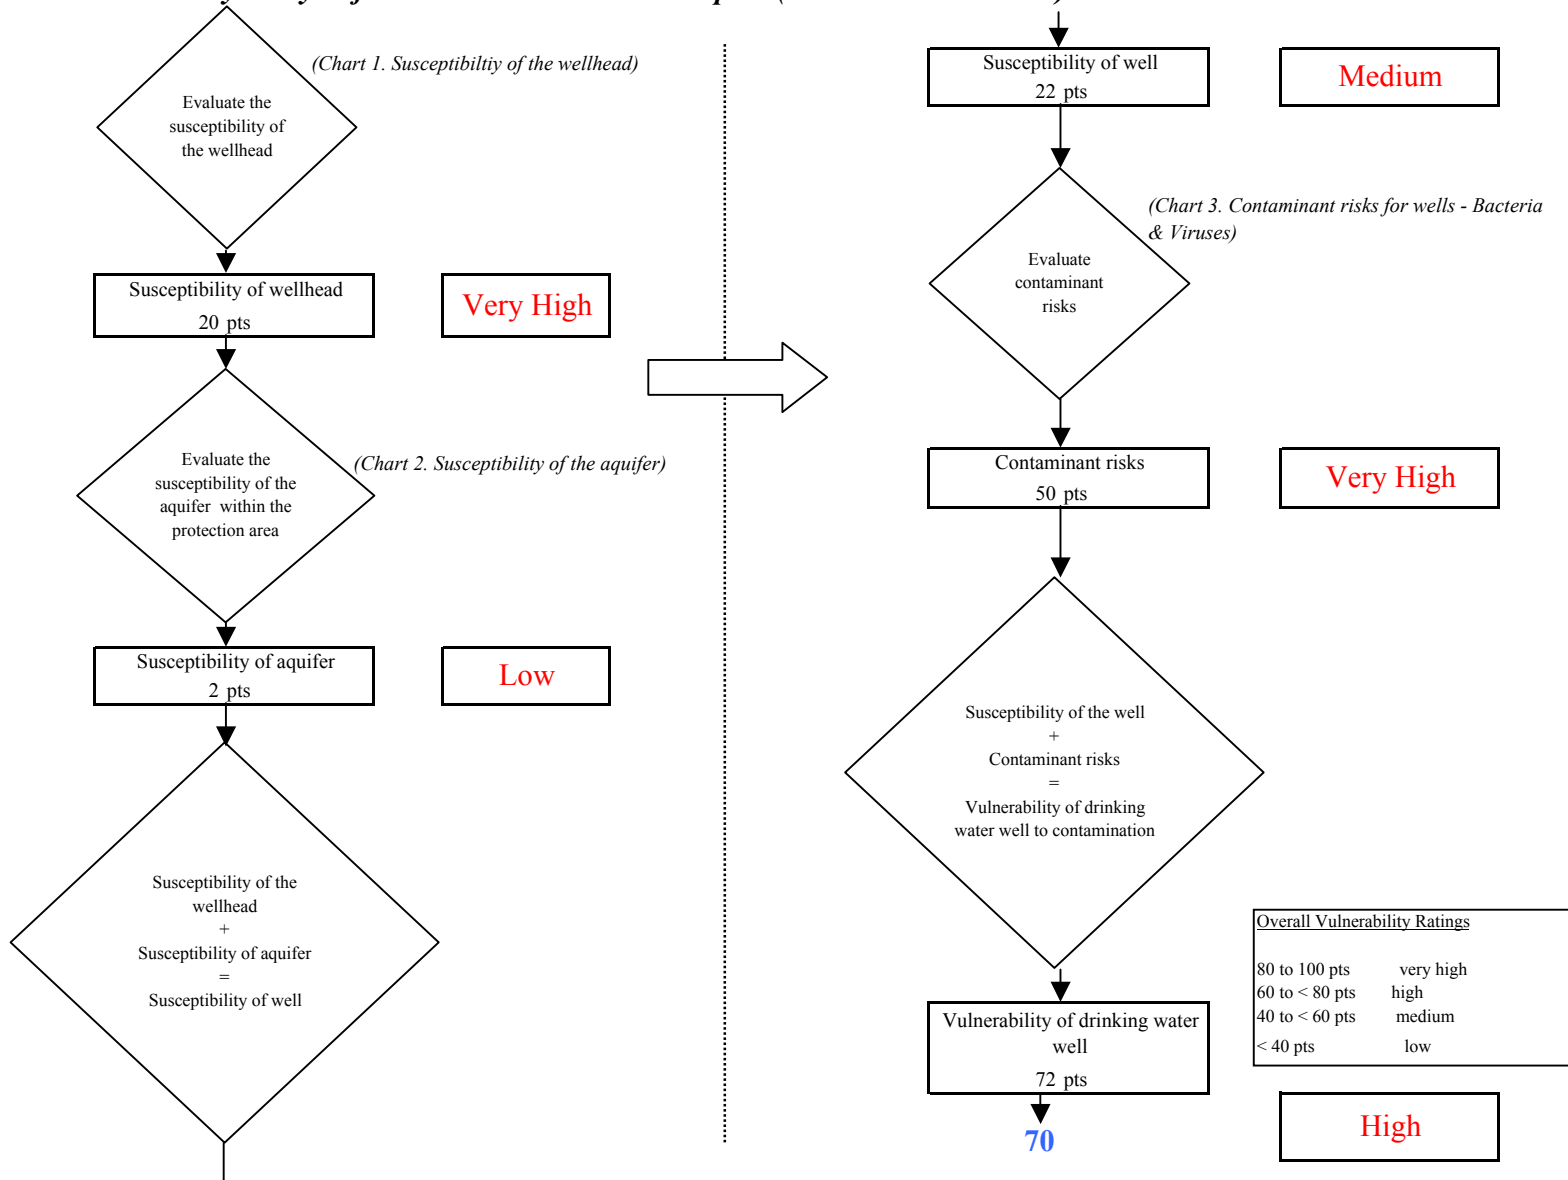 (Chart 1. Susceptibiltiy of the wellhead)
Evaluate the
susceptibility of
the wellhead
Susceptibility of wellhead
20 pts
Very High
Evaluate the
susceptibility of the
aquifer within the
protection area
(Chart 2. Susceptibility of the aquifer)
Susceptibility of aquifer
2 pts
Low
Susceptibility of the
wellhead
+
Susceptibility of aquifer
=
Susceptibility of well
Susceptibility of well
22 pts
Medium
(Chart 3. Contaminant risks for wells - Bacteria
& Viruses)
Evaluate
contaminant
risks
Contaminant risks
50 pts
Very High
Susceptibility of the well
+
Contaminant risks
=
Vulnerability of drinking
water well to contamination
Overall Vulnerability Ratings
80 to 100 pts very high
60 to < 80 pts high
40 to < 60 pts medium
< 40 pts low
Vulnerability of drinking water
well
72 pts
70
High